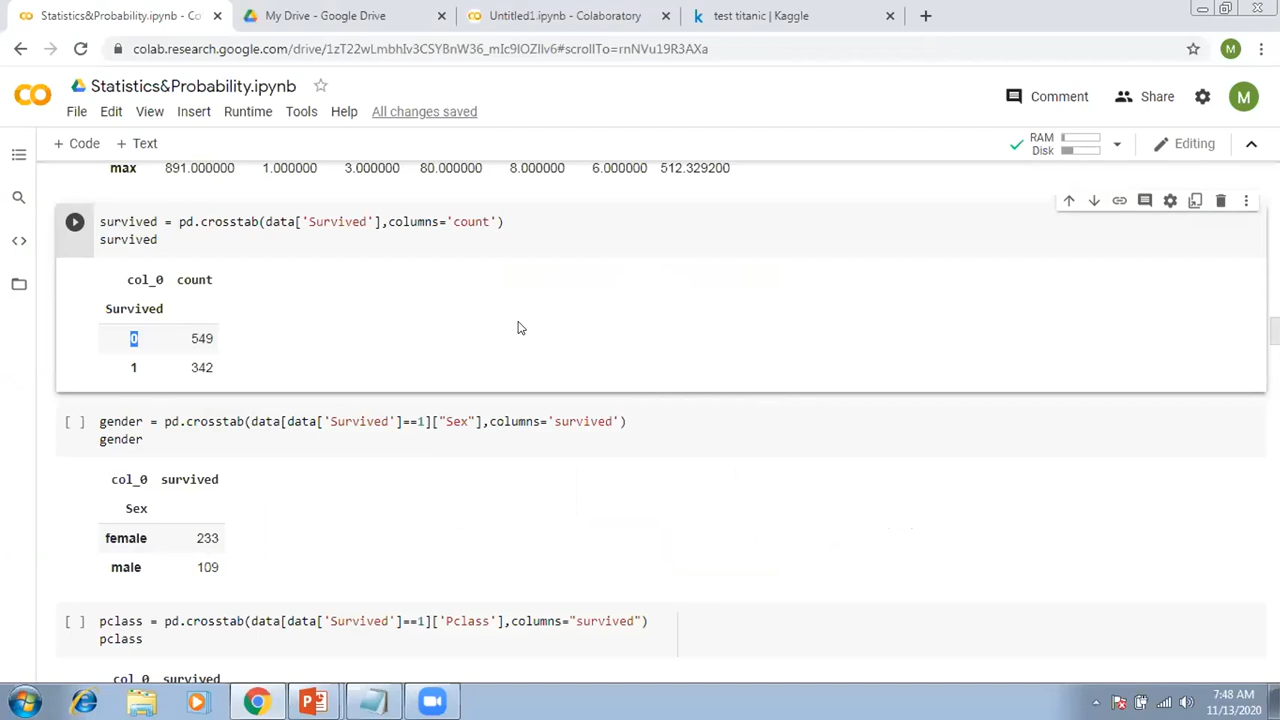 Statistics&Probability.ipynb - Co
My Drive - Google Drive
Untitled1.ipynb - Colaboratory
test titanic | Kaggle
colab.research.google.com/drive/1zT22wLmbhIv3CSYBnW36_mIc9IOZIIv6#scrollTo=rnNVu19R3AXa
M
Statistics&Probability.ipynb
Comment
Share
M
File Edit View Insert Runtime Tools Help All changes saved
+ Code + Text
RAM
Disk
Editing
max 891.000000 1.000000 3.000000 80.000000 8.000000 6.000000 512.329200
survived = pd.crosstab(data['Survived'],columns='count')
survived
col_0 count
Survived
0 549
1 342
[ ] gender = pd.crosstab(data[data['Survived']==1]["Sex"],columns='survived')
gender
col_0 survived
Sex
female 233
male 109
[ ] pclass = pd.crosstab(data[data['Survived']==1]['Pclass'],columns="survived")
pclass
col_0 survived
7:48 AM
11/13/2020